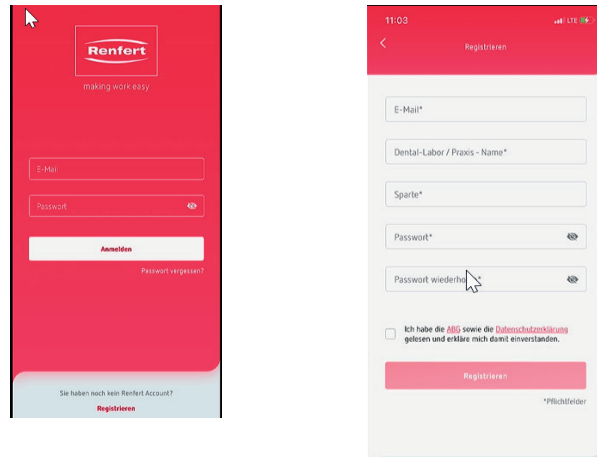 Renfert
making work easy
E-Mail
Passwort
Anmelden
Passwort vergessen?
Sie haben noch kein Renfert Account?
Registrieren
11:03
LTE
Registrieren
E-Mail*
Dental-Labor / Praxis - Name*
Sparte*
Passwort*
Passwort
Ich habe die ABG sowie die Datenschutzerklärung
gelesen und erkläre mich damit einverstanden.
Registrieren
*Pflichtfelder